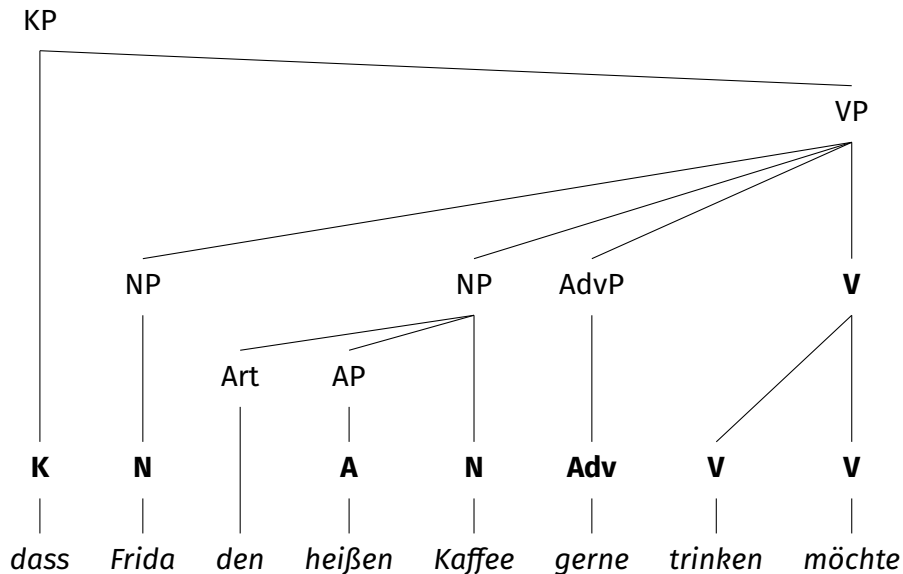 KP
VP
NP NP AdvP V
Art AP
K N A N Adv V V
dass Frida den heißen Kaffee gerne trinken möchte